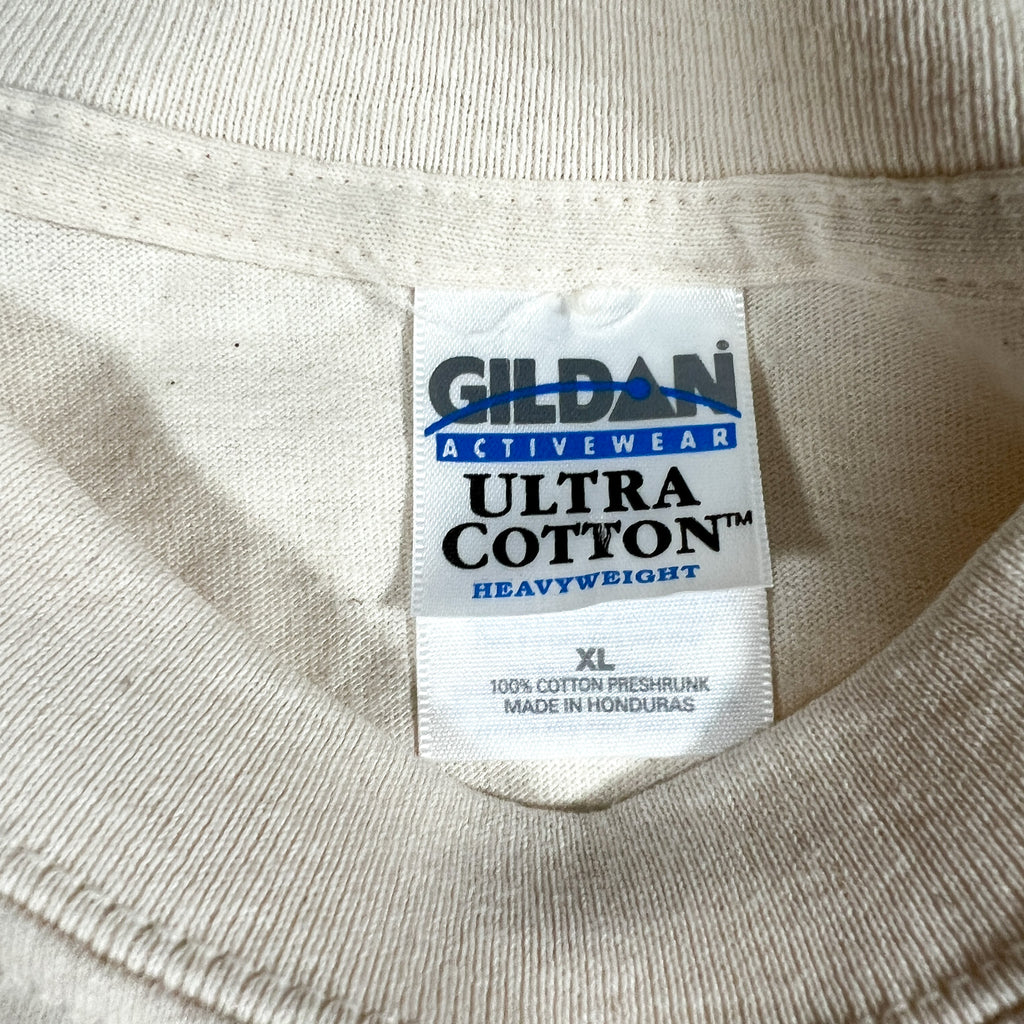 GILDAN
ACTIVEWEAR
ULTRA
COTTON™
HEAVYWEIGHT
XL
100% COTTON PRESHRUNK
MADE IN HONDURAS